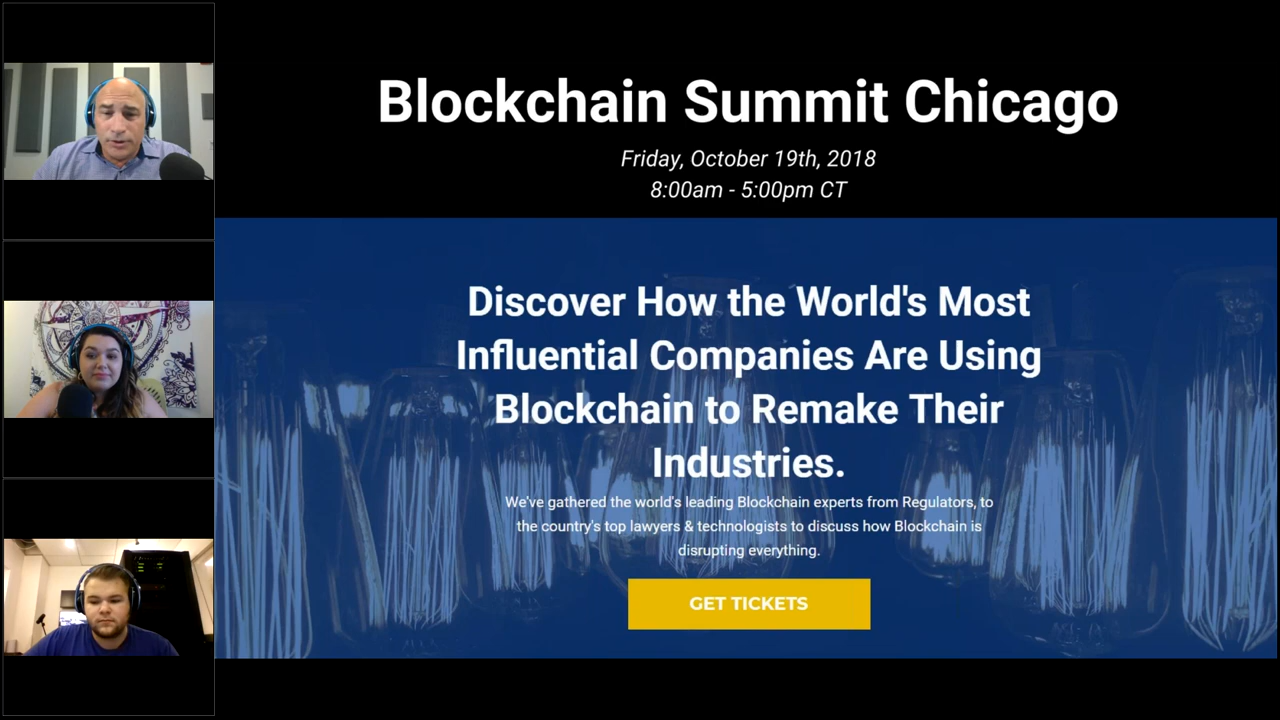 Blockchain Summit Chicago
Friday, October 19th, 2018
8:00am - 5:00pm CT
Discover How the World's Most
Influential Companies Are Using
Blockchain to Remake Their
Industries.
We've gathered the world's leading Blockchain experts from Regulators, to
the country's top lawyers & technologists to discuss how Blockchain is
disrupting everything.
GET TICKETS